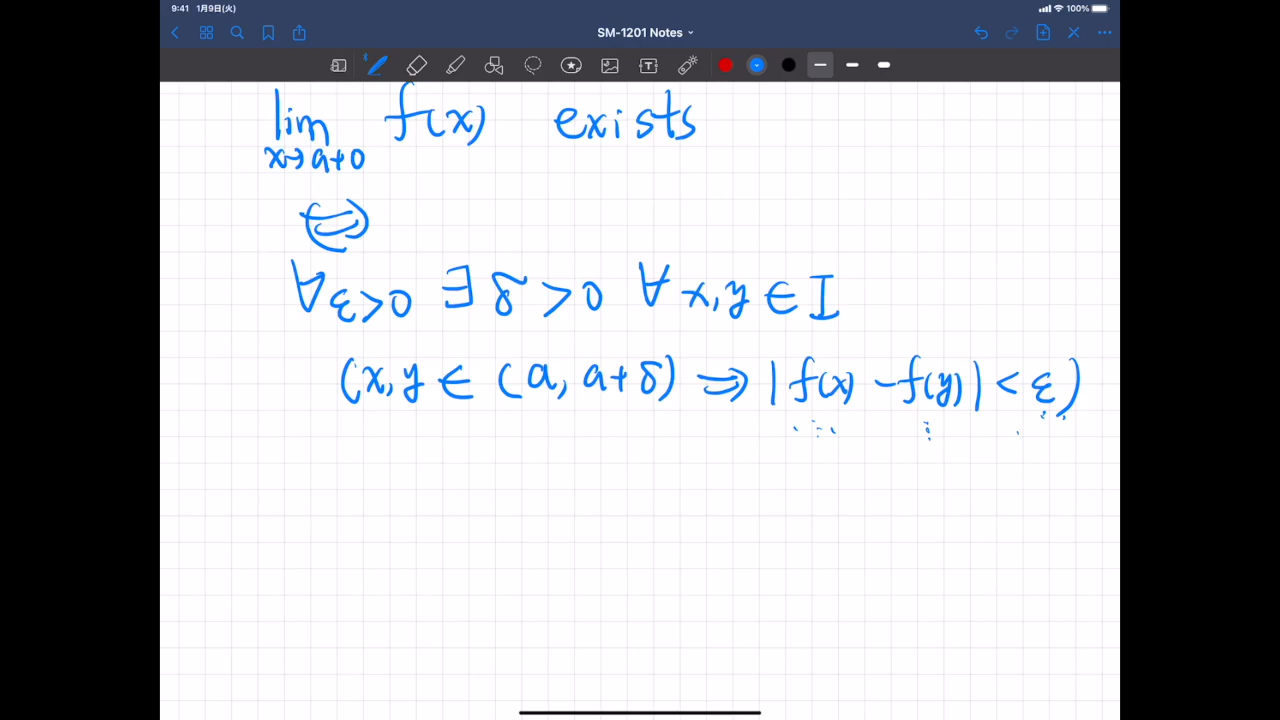 9:41 1月9日(火) 100%
SM-1201 Notes
lim f(x) exists
x→a+0
⇔
∀ε>0 ∃δ>0 ∀x,y∈I
(x,y∈(a,a+δ)⇒|f(x)-f(y)|<ε)